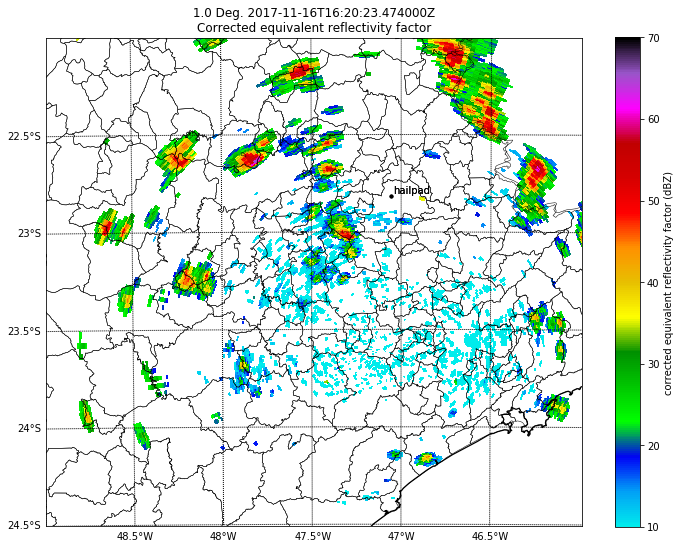 1.0 Deg. 2017-11-16T16:20:23.474000Z
Corrected equivalent reflectivity factor
70
60
50
40
30
20
10
corrected equivalent reflectivity factor (dBZ)
hailpad
22.5°S
23°S
23.5°S
24°S
24.5°S
48.5°W
48°W
47.5°W
47°W
46.5°W